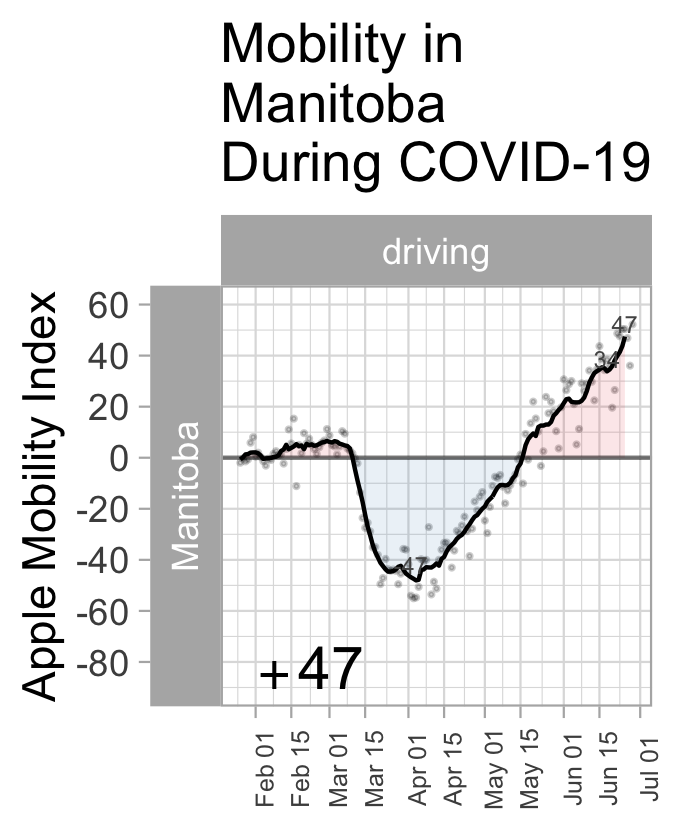 Mobility in
Manitoba
During COVID-19
driving
Apple Mobility Index
Manitoba
60
40
20
0
-20
-40
-60
-80
47
34
-47
+47
Feb 01
Feb 15
Mar 01
Mar 15
Apr 01
Apr 15
May 01
May 15
Jun 01
Jun 15
Jul 01